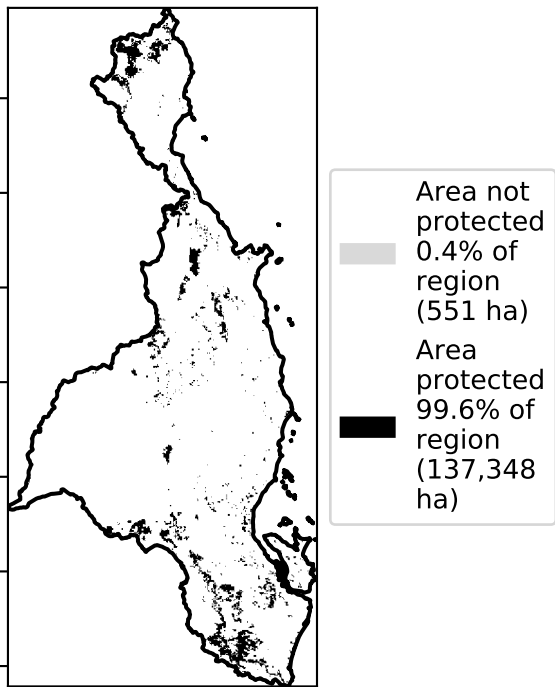 Area not
protected
0.4% of
region
(551 ha)
Area
protected
99.6% of
region
(137,348
ha)